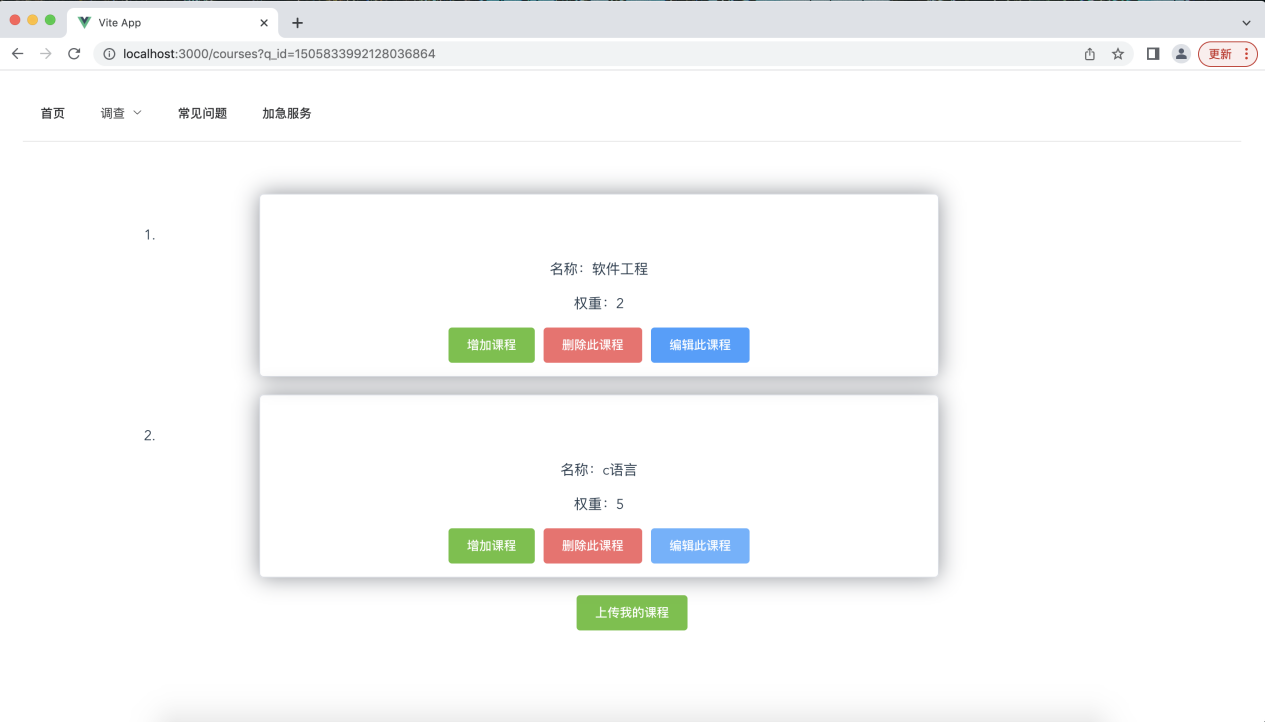 Vite App
localhost:3000/courses?q_id=1505833992128036864
更新
首页 调查 常见问题 加急服务
1.
名称：软件工程
权重：2
增加课程 删除此课程 编辑此课程
2.
名称：c语言
权重：5
增加课程 删除此课程 编辑此课程
上传我的课程